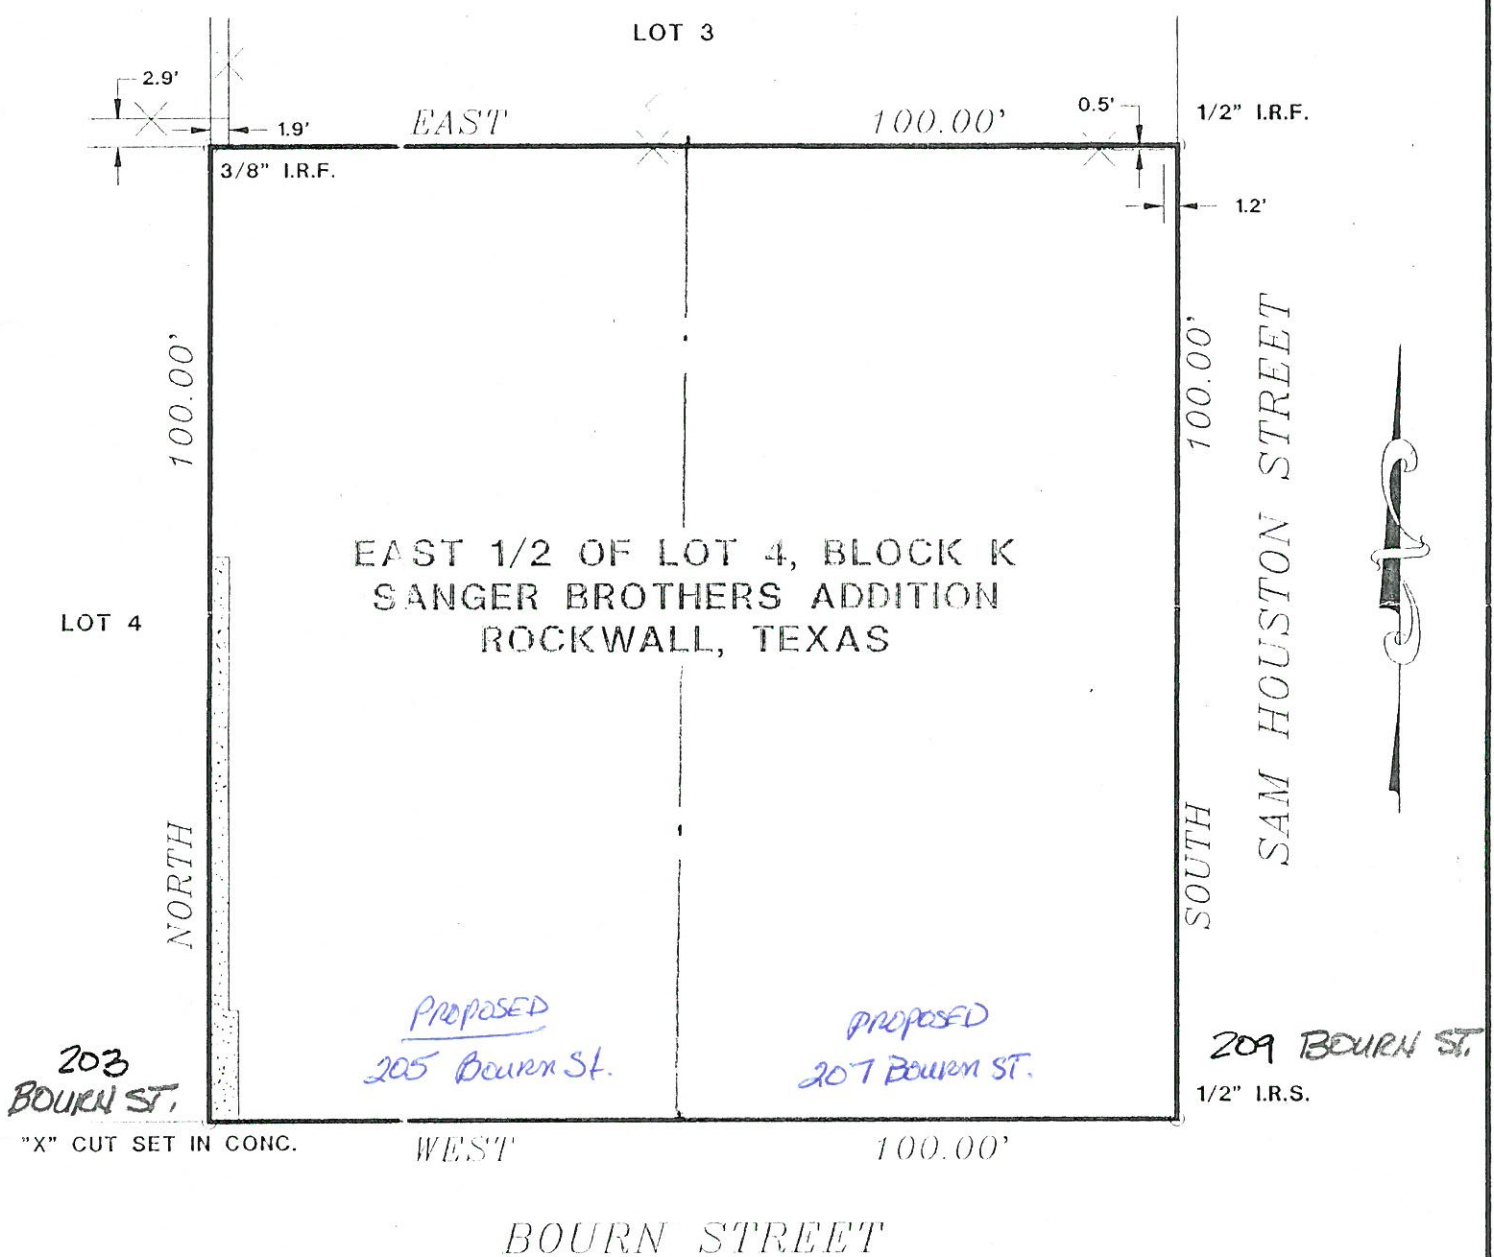 LOT 3
2.9'
1.9'
EAST
100.00'
0.5'
1/2" I.R.F.
3/8" I.R.F.
1.2'
100.00'
100.00'
SAM HOUSTON STREET
EAST 1/2 OF LOT 4, BLOCK K
SANGER BROTHERS ADDITION
ROCKWALL, TEXAS
LOT 4
NORTH
SOUTH
PROPOSED
205 Bourn St.
PROPOSED
207 Bourn ST.
203
BOURN ST.
209 BOURN ST.
1/2" I.R.S.
"X" CUT SET IN CONC.
WEST
100.00'
BOURN STREET